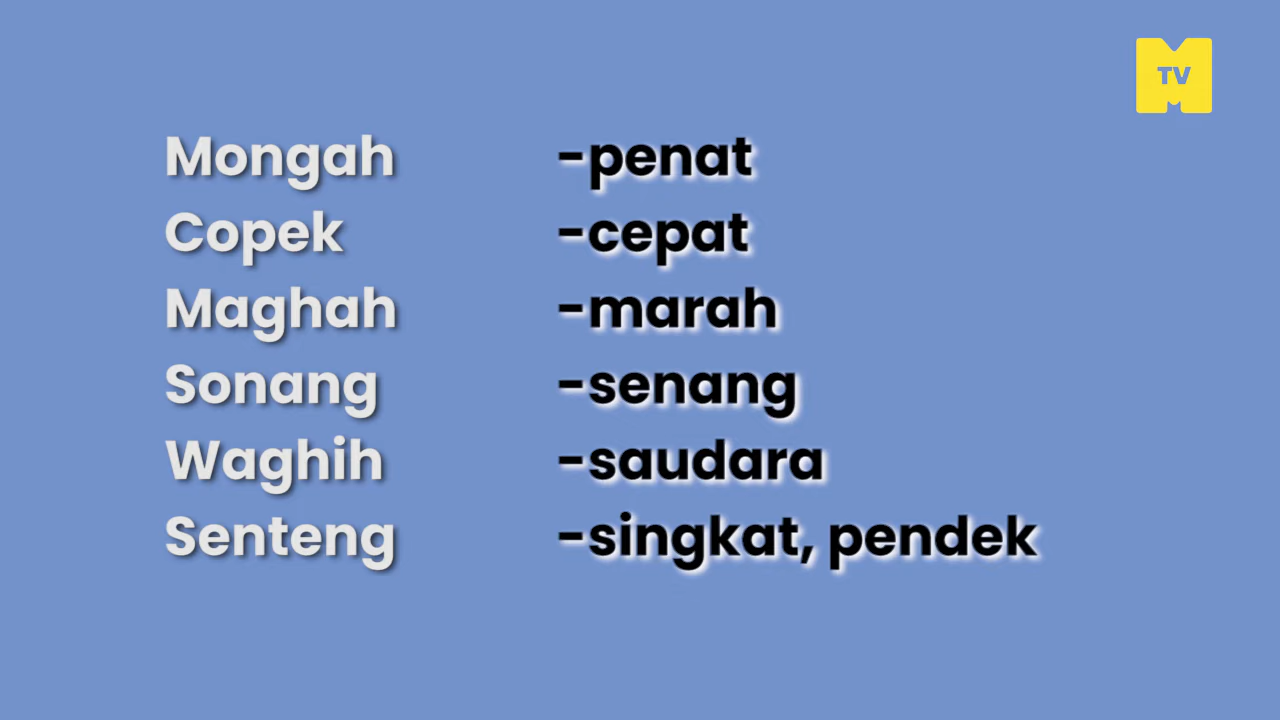 TV
Mongah -penat
Copek -cepat
Maghah -marah
Sonang -senang
Waghih -saudara
Senteng -singkat, pendek